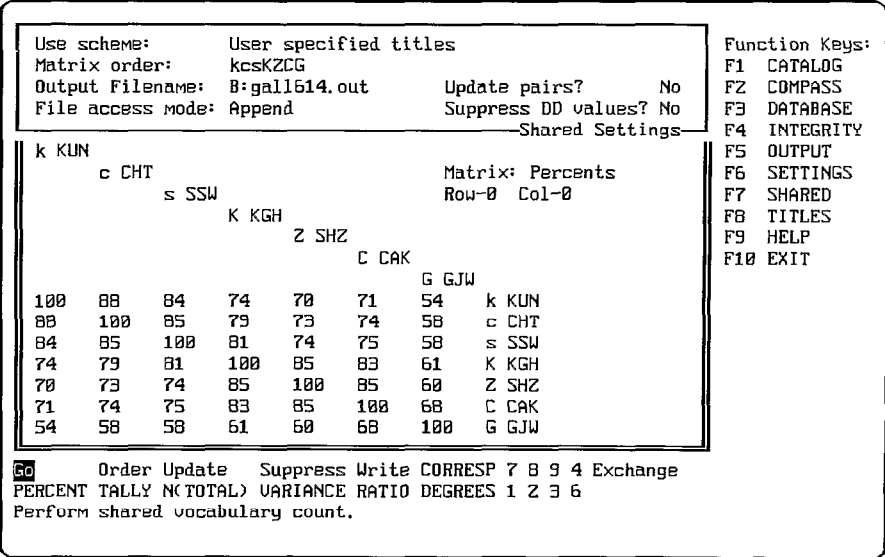 Use scheme: User specified titles
Matrix order: kcsKZCG
Output Filename: B:gall614.out Update pairs? No
File access mode: Append Suppress DD values? No
Shared Settings
Function Keys:
F1 CATALOG
F2 COMPASS
F3 DATABASE
F4 INTEGRITY
F5 OUTPUT
F6 SETTINGS
F7 SHARED
F8 TITLES
F9 HELP
F10 EXIT
k KUN
c CHT Matrix: Percents
s SSW Row-0 Col-0
K KGH
Z SHZ
C CAK
G GJW
100 88 84 74 70 71 54 k KUN
88 100 85 79 73 74 58 c CHT
84 85 100 81 74 75 58 s SSW
74 79 81 100 85 83 61 K KGH
70 73 74 85 100 85 60 Z SHZ
71 74 75 83 85 100 68 C CAK
54 58 58 61 60 68 100 G GJW
Go Order Update Suppress Write CORRESP 7 8 9 4 Exchange
PERCENT TALLY N(TOTAL) VARIANCE RATIO DEGREES 1 2 3 6
Perform shared vocabulary count.